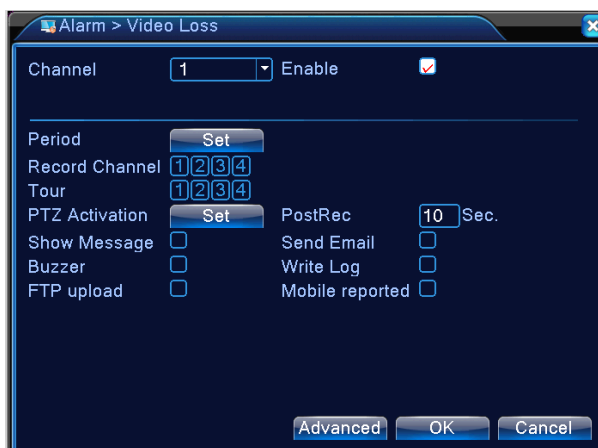 Alarm > Video Loss
Channel 1 Enable
Period Set
Record Channel 1 2 3 4
Tour 1 2 3 4
PTZ Activation Set PostRec 10 Sec.
Show Message Send Email
Buzzer Write Log
FTP upload Mobile reported
Advanced OK Cancel